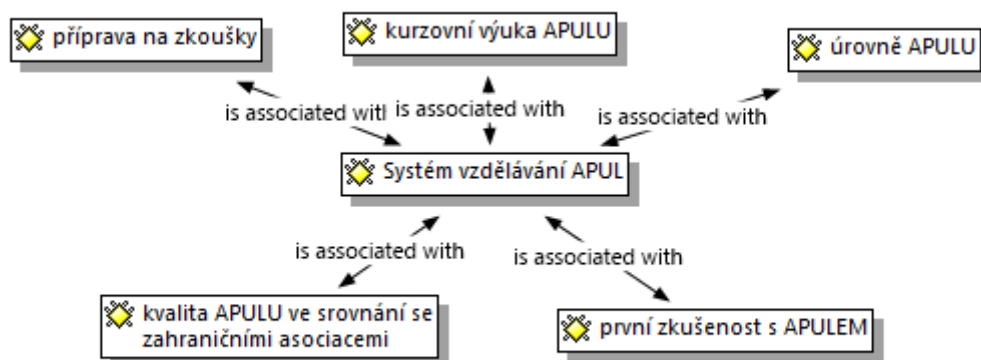 příprava na zkoušky
kurzovní výuka APULU
úrovně APULU
is associated with
is associated with
is associated with
Systém vzdělávání APUL
is associated with
is associated with
kvalita APULU ve srovnání se
zahraničními asociacemi
první zkušenost s APULEM